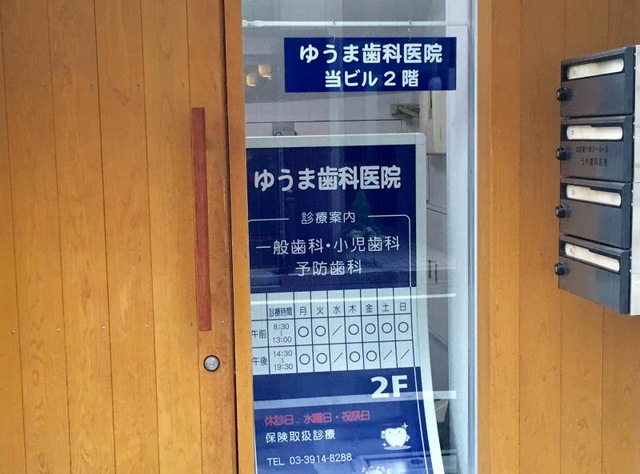 ゆうま歯科医院
当ビル2階
ゆうま歯科医院
診療案内
一般歯科・小児歯科
予防歯科
診療時間 月 火 水 木 金 土 日
午前 8:30~13:00 ○ ○ / ○ ○ ○ ○
午後 14:30~19:30 ○ ○ / ○ ○ / /
2F
休診日 水曜日・祝祭日
保険取扱診療
TEL 03-3914-8288